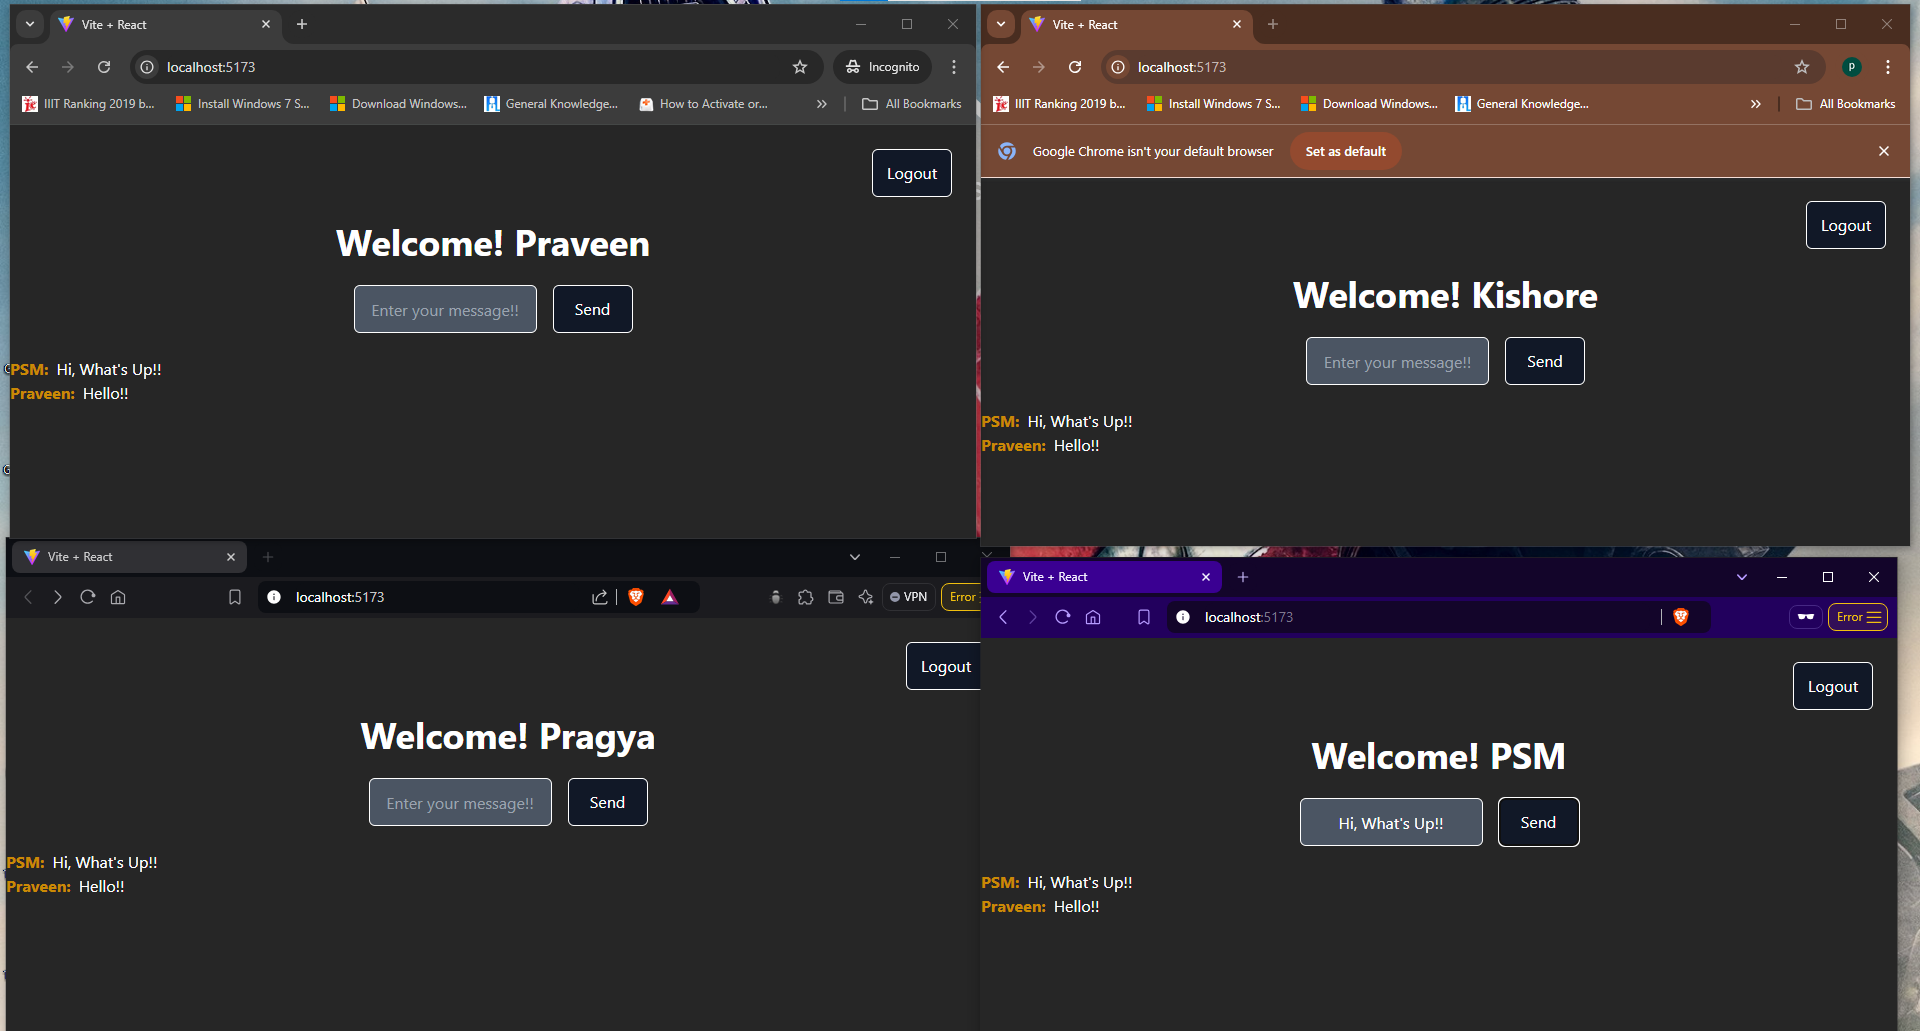 Vite + React
localhost:5173
Incognito
IIIT Ranking 2019 b...
Install Windows 7 S...
Download Windows...
General Knowledge...
How to Activate or...
All Bookmarks
Logout
Welcome! Praveen
Enter your message!!
Send
PSM: Hi, What's Up!!
Praveen: Hello!!
Vite + React
localhost:5173
P
IIIT Ranking 2019 b...
Install Windows 7 S...
Download Windows...
General Knowledge...
All Bookmarks
Google Chrome isn't your default browser
Set as default
Logout
Welcome! Kishore
Enter your message!!
Send
PSM: Hi, What's Up!!
Praveen: Hello!!
Vite + React
localhost:5173
VPN
Error
Logout
Welcome! Pragya
Enter your message!!
Send
PSM: Hi, What's Up!!
Praveen: Hello!!
Vite + React
localhost:5173
Error
Logout
Welcome! PSM
Hi, What's Up!!
Send
PSM: Hi, What's Up!!
Praveen: Hello!!